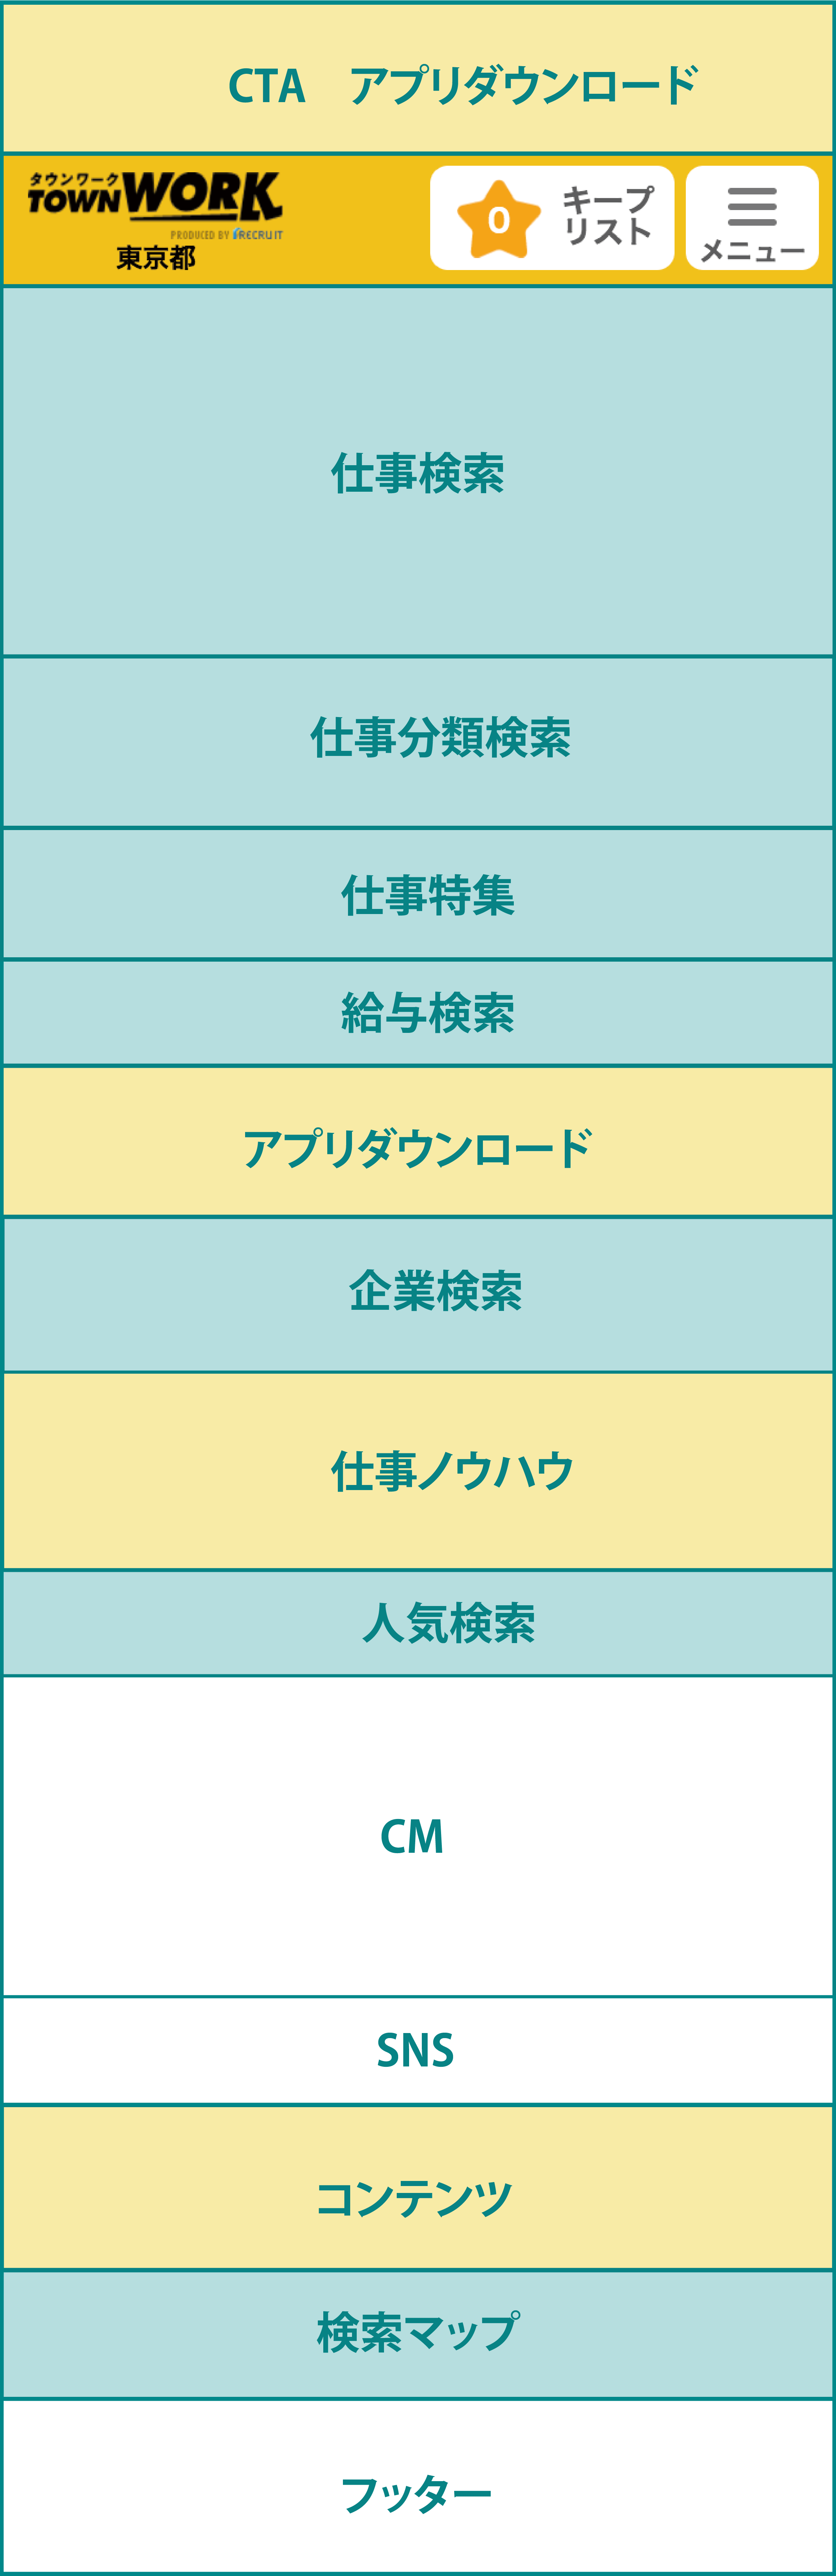 CTA　アプリダウンロード
タウンワーク
TOWNWORK
PRODUCED BY RECRUIT
東京都
0
キープ
リスト
メニュー
仕事検索
仕事分類検索
仕事特集
給与検索
アプリダウンロード
企業検索
仕事ノウハウ
人気検索
CM
SNS
コンテンツ
検索マップ
フッター